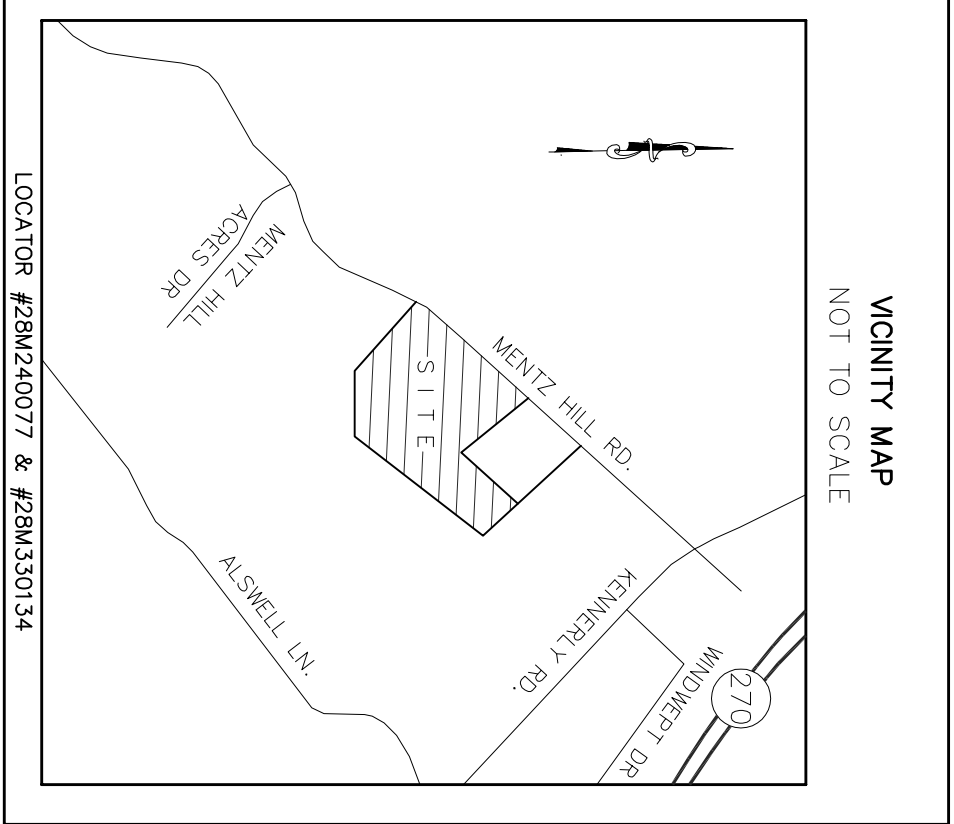 VICINITY MAP
NOT TO SCALE
270
WINDWEPT DR
KENNERLY RD.
MENTZ HILL RD.
SITE
ALSWELL LN.
MENTZ HILL
ACRES DR
LOCATOR #28M240077 & #28M330134